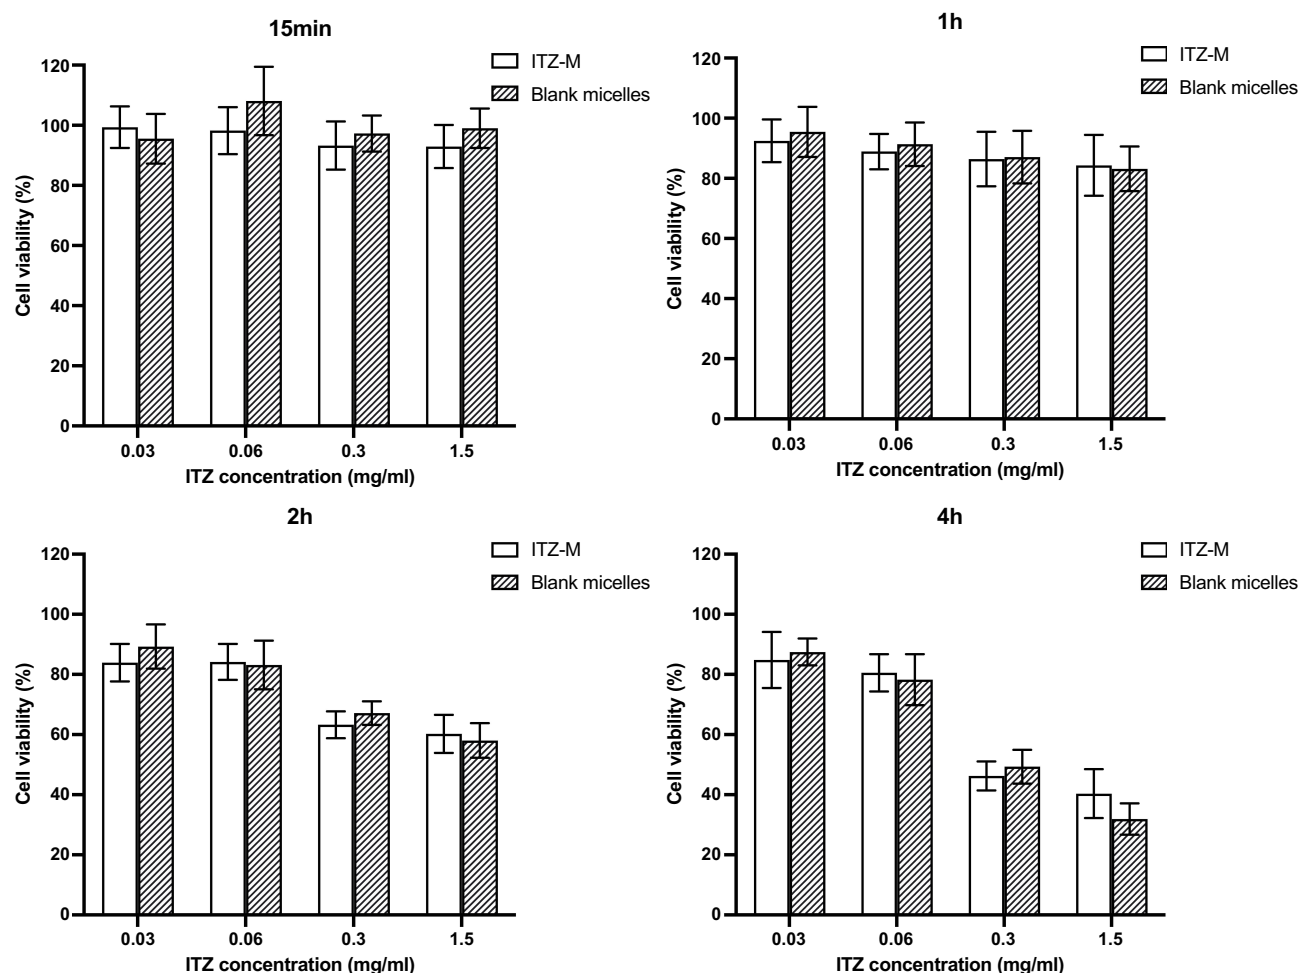 15min
ITZ-M
Blank micelles
Cell viability (%)
120
100
80
60
40
20
0
0.03 0.06 0.3 1.5
ITZ concentration (mg/ml)
1h
ITZ-M
Blank micelles
Cell viability (%)
120
100
80
60
40
20
0
0.03 0.06 0.3 1.5
ITZ concentration (mg/ml)
2h
ITZ-M
Blank micelles
Cell viability (%)
120
100
80
60
40
20
0
0.03 0.06 0.3 1.5
ITZ concentration (mg/ml)
4h
ITZ-M
Blank micelles
Cell viability (%)
120
100
80
60
40
20
0
0.03 0.06 0.3 1.5
ITZ concentration (mg/ml)